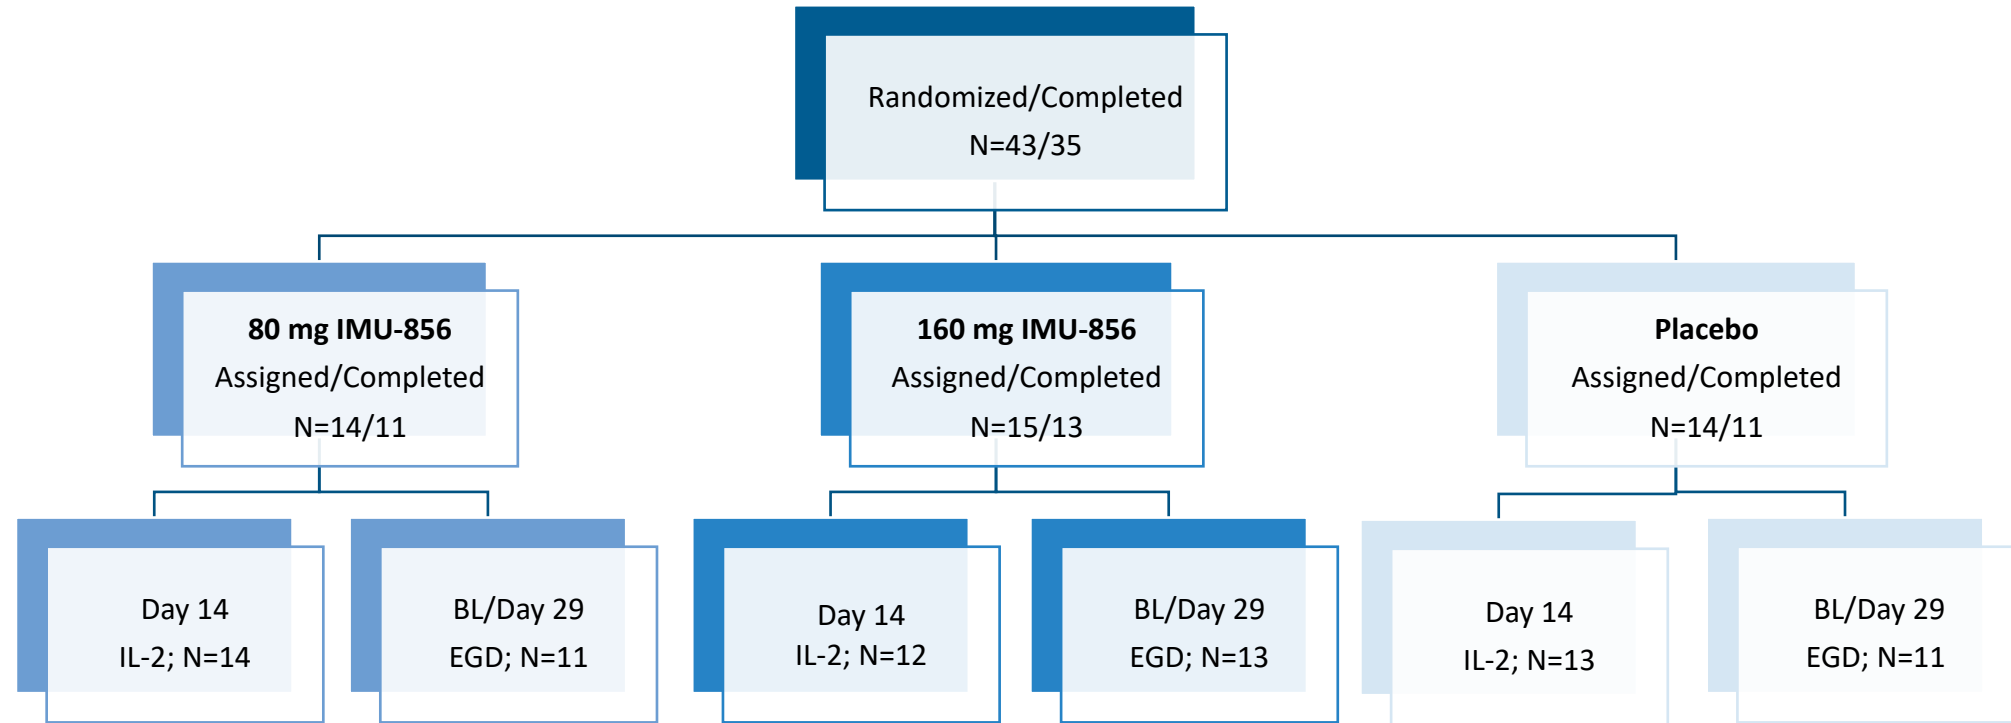 Randomized/Completed
N=43/35
80 mg IMU-856
Assigned/Completed
N=14/11
160 mg IMU-856
Assigned/Completed
N=15/13
Placebo
Assigned/Completed
N=14/11
Day 14
IL-2; N=14
BL/Day 29
EGD; N=11
Day 14
IL-2; N=12
BL/Day 29
EGD; N=13
Day 14
IL-2; N=13
BL/Day 29
EGD; N=11